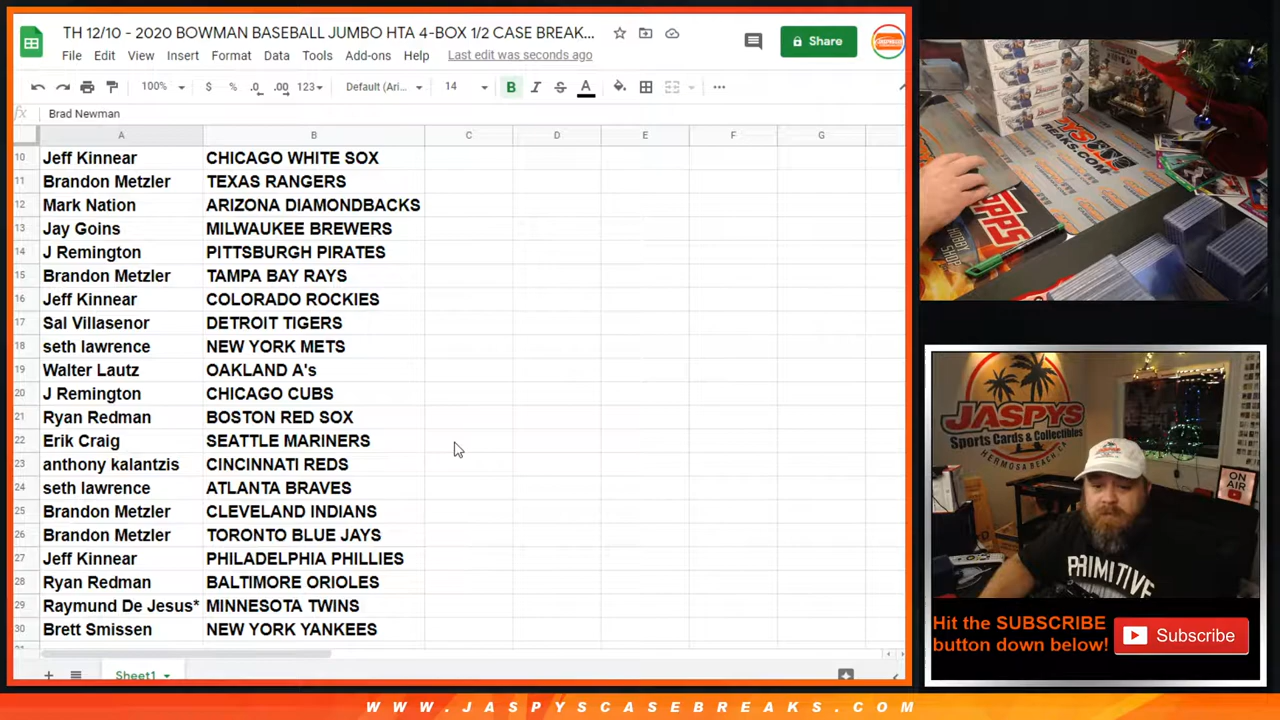 TH 12/10 - 2020 BOWMAN BASEBALL JUMBO HTA 4-BOX 1/2 CASE BREAK...
Share
File Edit View Insert Format Data Tools Add-ons Help Last edit was seconds ago
100% $ % .0 .00 123 Default (Ari... 14 B I S A
fx Brad Newman
A B C D E F G
10 Jeff Kinnear CHICAGO WHITE SOX
11 Brandon Metzler TEXAS RANGERS
12 Mark Nation ARIZONA DIAMONDBACKS
13 Jay Goins MILWAUKEE BREWERS
14 J Remington PITTSBURGH PIRATES
15 Brandon Metzler TAMPA BAY RAYS
16 Jeff Kinnear COLORADO ROCKIES
17 Sal Villasenor DETROIT TIGERS
18 seth lawrence NEW YORK METS
19 Walter Lautz OAKLAND A's
20 J Remington CHICAGO CUBS
21 Ryan Redman BOSTON RED SOX
22 Erik Craig SEATTLE MARINERS
23 anthony kalantzis CINCINNATI REDS
24 seth lawrence ATLANTA BRAVES
25 Brandon Metzler CLEVELAND INDIANS
26 Brandon Metzler TORONTO BLUE JAYS
27 Jeff Kinnear PHILADELPHIA PHILLIES
28 Ryan Redman BALTIMORE ORIOLES
29 Raymund De Jesus* MINNESOTA TWINS
30 Brett Smissen NEW YORK YANKEES
Sheet1
TOPPS
HOBBY
SHOP
JASPYS
Sports Cards & Collectibles
HERMOSA BEACH, CA
ON
AIR
PRIMITIVE
Hit the SUBSCRIBE
button down below!
Subscribe
WWW.JASPYSCASEBREAKS.COM